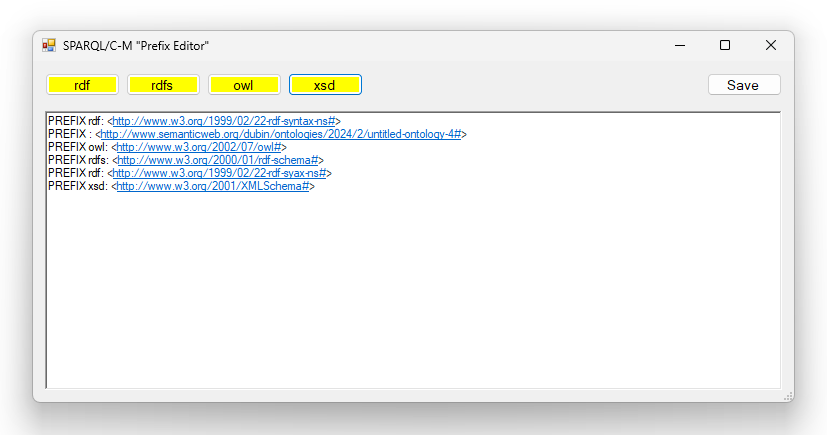 SPARQL/C-M "Prefix Editor"
rdf rdfs owl xsd Save
PREFIX rdf: <http://www.w3.org/1999/02/22-rdf-syntax-ns#>
PREFIX : <http://www.semanticweb.org/dubin/ontologies/2024/2/untitled-ontology-4#>
PREFIX owl: <http://www.w3.org/2002/07/owl#>
PREFIX rdfs: <http://www.w3.org/2000/01/rdf-schema#>
PREFIX rdf: <http://www.w3.org/1999/02/22-rdf-syax-ns#>
PREFIX xsd: <http://www.w3.org/2001/XMLSchema#>